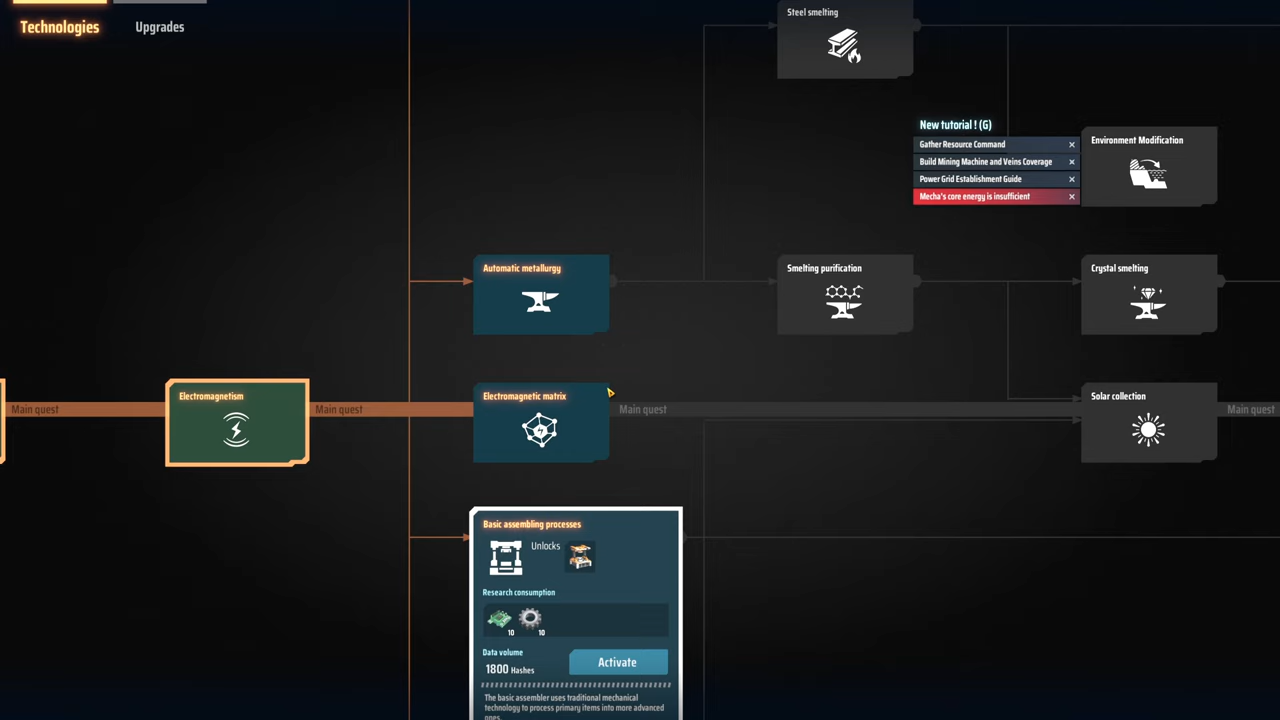 Technologies
Upgrades
Steel smelting
New tutorial ! (G)
Gather Resource Command
Build Mining Machine and Veins Coverage
Power Grid Establishment Guide
Mecha's core energy is insufficient
Environment Modification
Automatic metallurgy
Smelting purification
Crystal smelting
Main quest
Electromagnetism
Main quest
Electromagnetic matrix
Main quest
Solar collection
Main quest
Basic assembling processes
Unlocks
Research consumption
10
10
Data volume
1800 Hashes
Activate
The basic assembler uses traditional mechanical
technology to process primary items into more advanced
ones.